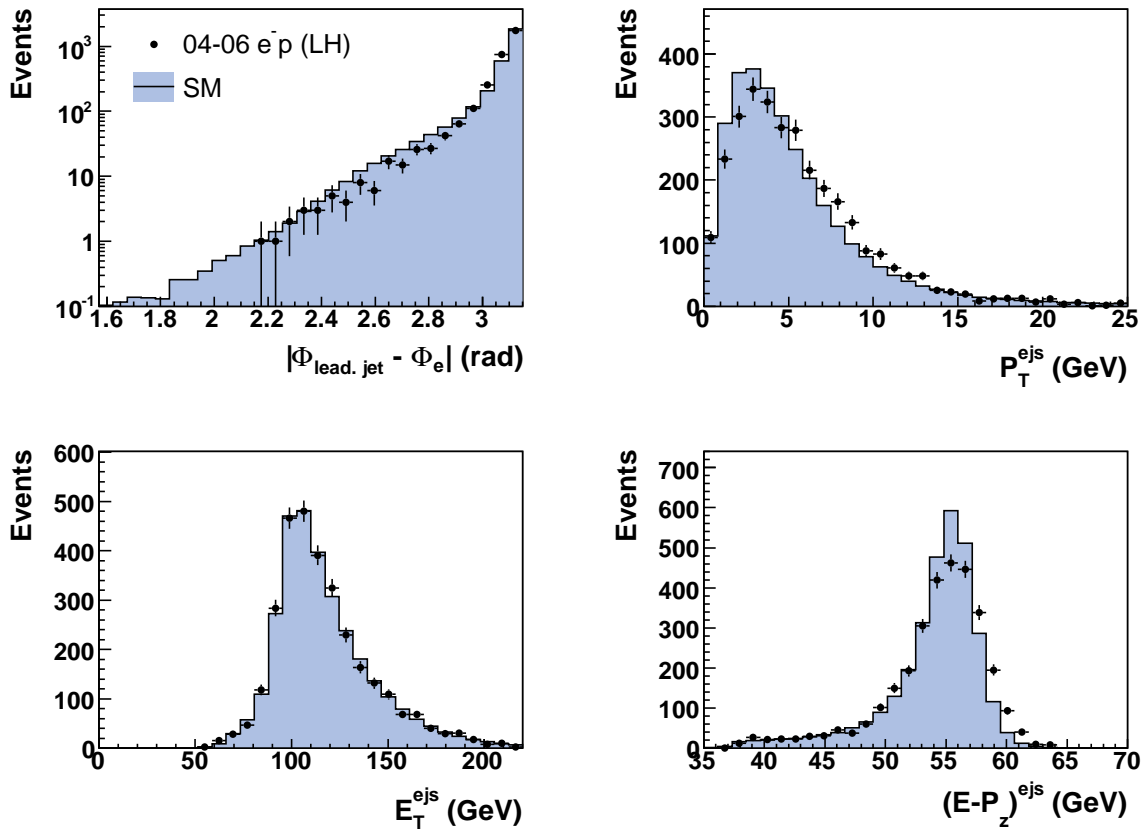 Events
10³
10²
10
1
10⁻¹
04-06 e⁻p (LH)
SM
1.6 1.8 2 2.2 2.4 2.6 2.8 3
|Φ_lead. jet - Φ_e| (rad)
Events
400
300
200
100
0
0 5 10 15 20 25
P_T^ejs (GeV)
Events
600
500
400
300
200
100
0
0 50 100 150 200
E_T^ejs (GeV)
Events
700
600
500
400
300
200
100
0
35 40 45 50 55 60 65 70
(E-P_z)^ejs (GeV)